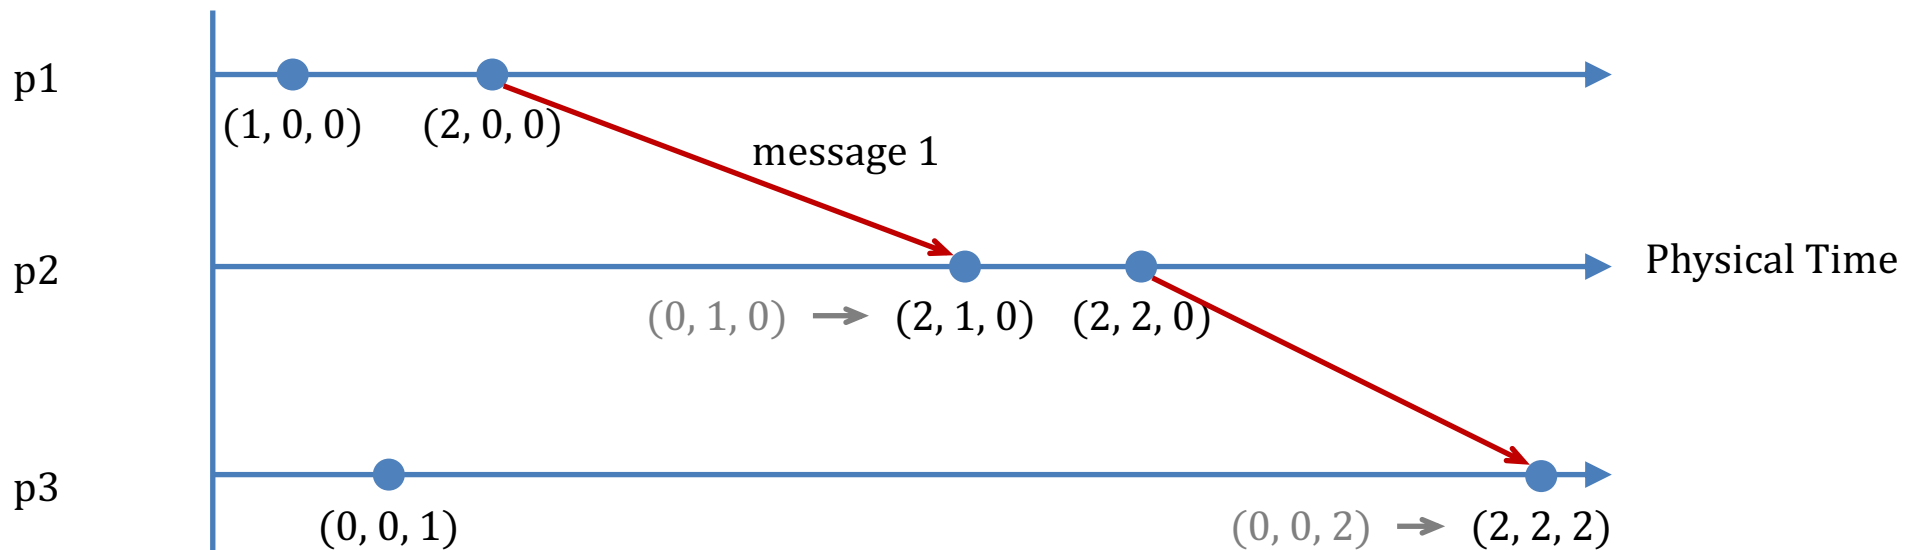 p1
(1, 0, 0) (2, 0, 0)
message 1
p2
Physical Time
(0, 1, 0) → (2, 1, 0) (2, 2, 0)
p3
(0, 0, 1)
(0, 0, 2) → (2, 2, 2)